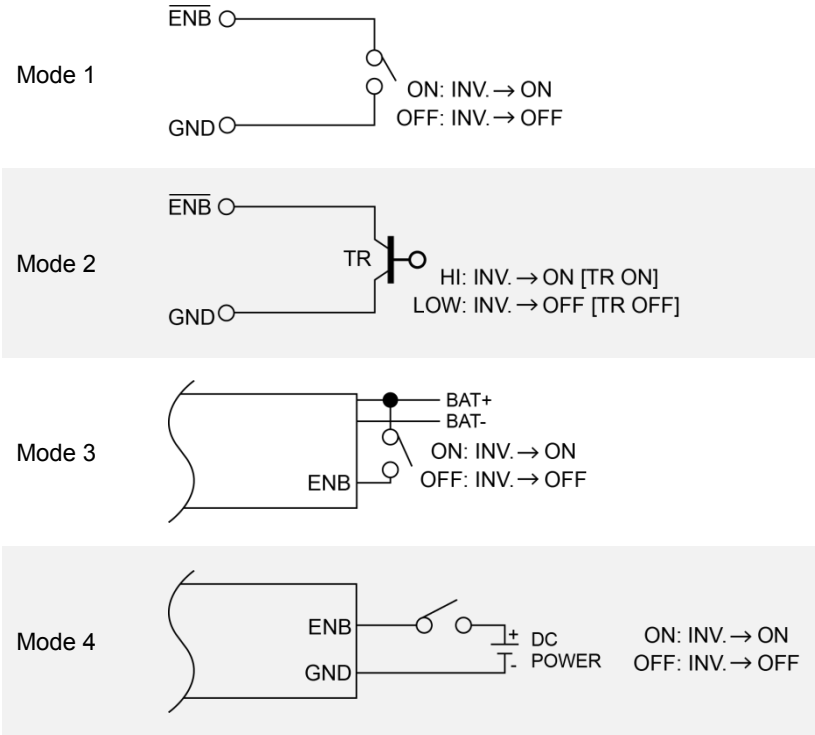 Mode 1
E̅N̅B̅
GND
ON: INV.→ ON
OFF: INV.→ OFF
Mode 2
E̅N̅B̅
TR
GND
HI: INV.→ ON [TR ON]
LOW: INV.→ OFF [TR OFF]
Mode 3
BAT+
BAT-
ENB
ON: INV.→ ON
OFF: INV.→ OFF
Mode 4
ENB
GND
+ DC
- POWER
ON: INV.→ ON
OFF: INV.→ OFF